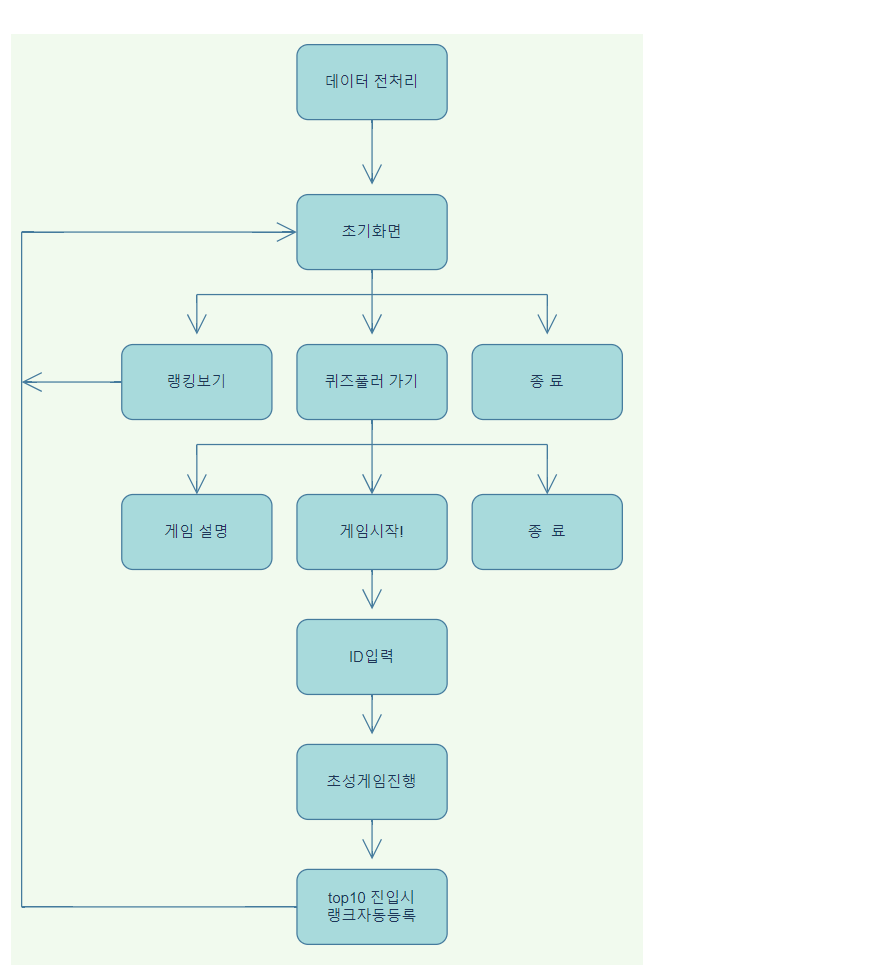 데이터 전처리
초기화면
랭킹보기
퀴즈풀러 가기
종 료
게임 설명
게임시작!
종  료
ID입력
초성게임진행
top10 진입시
랭크자동등록